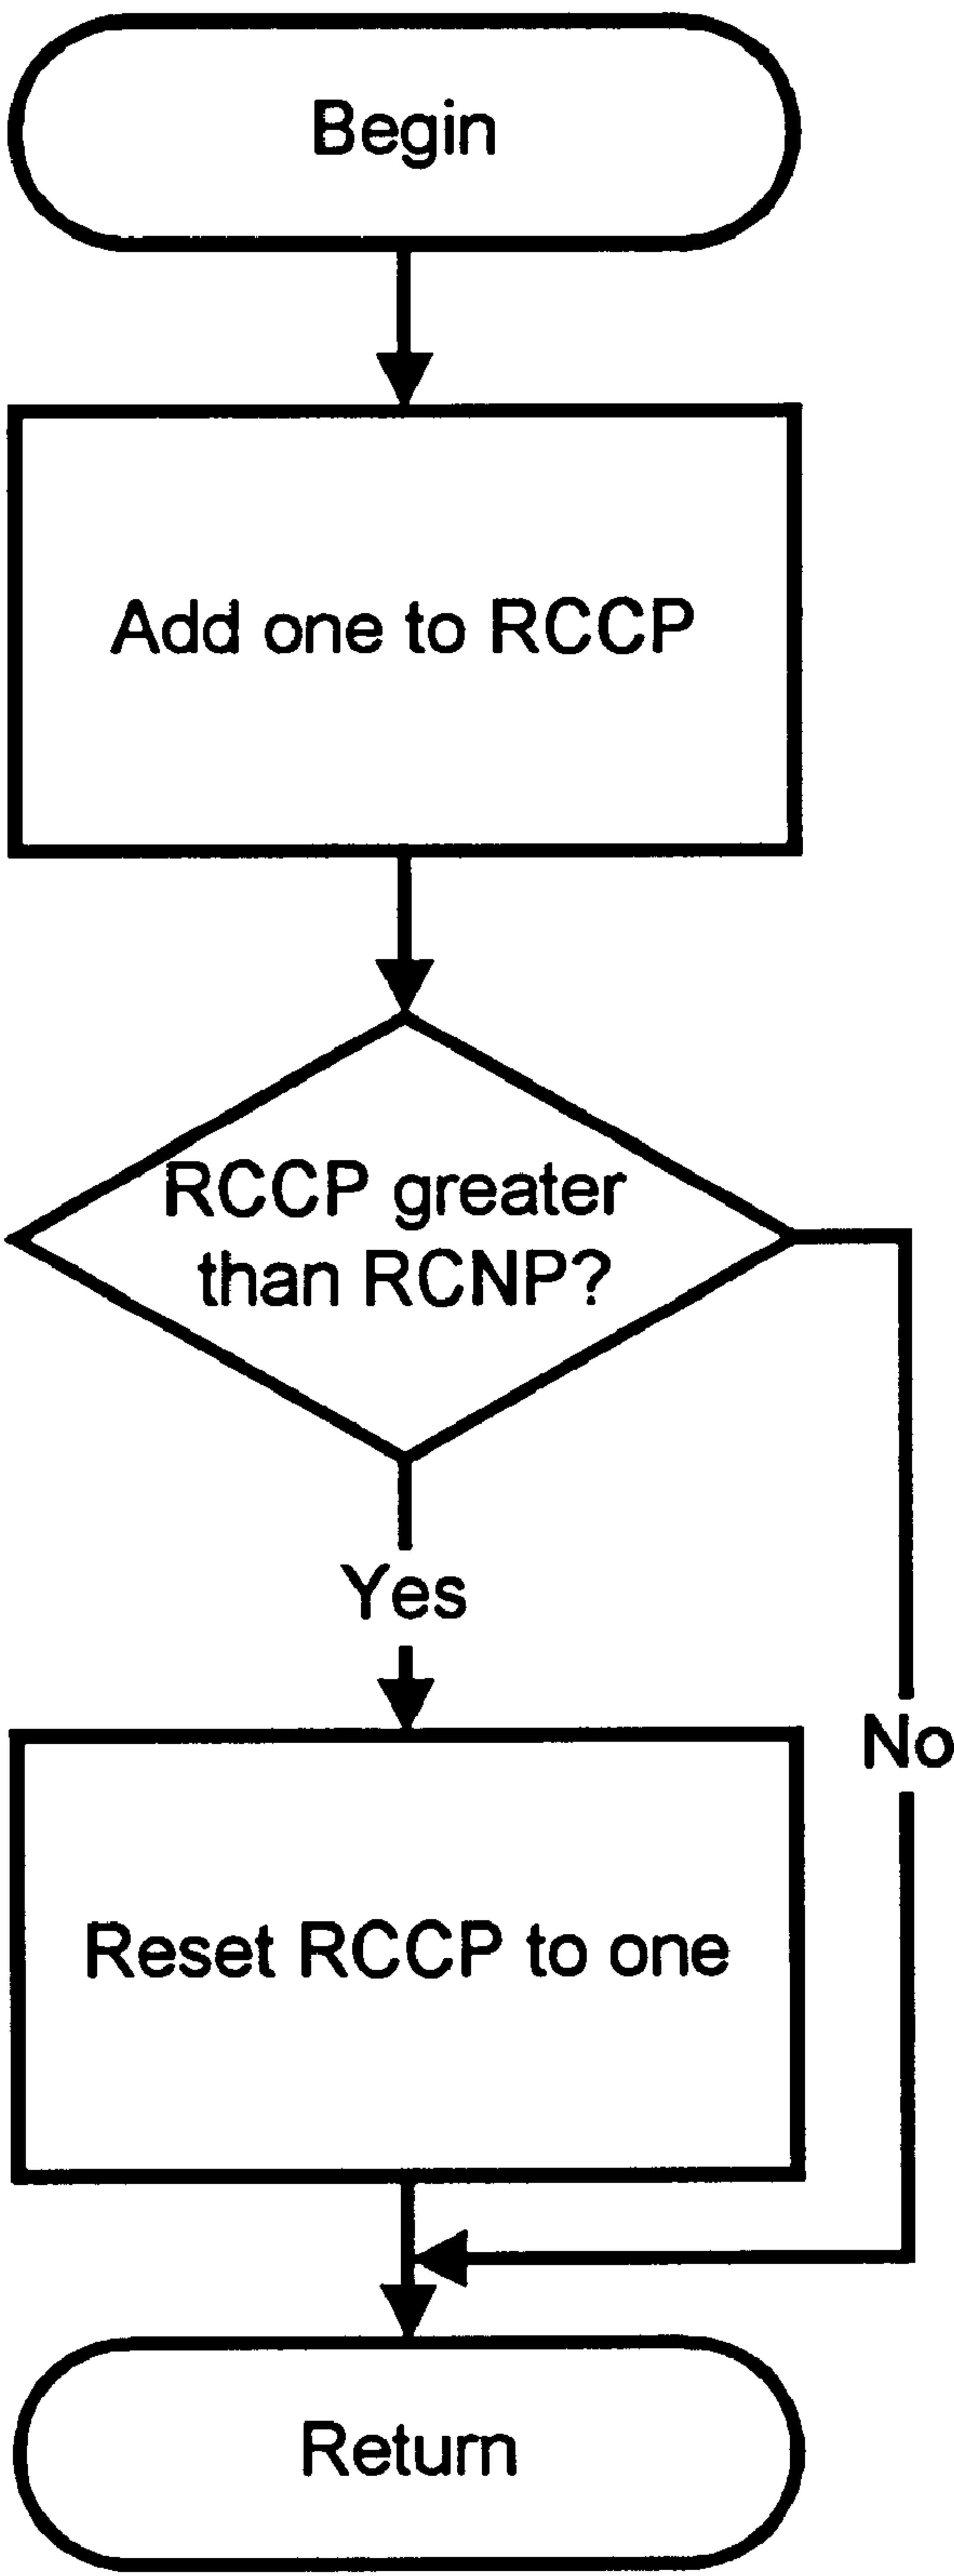 Begin
Add one to RCCP
RCCP greater
than RCNP?
Yes
No
Reset RCCP to one
Return